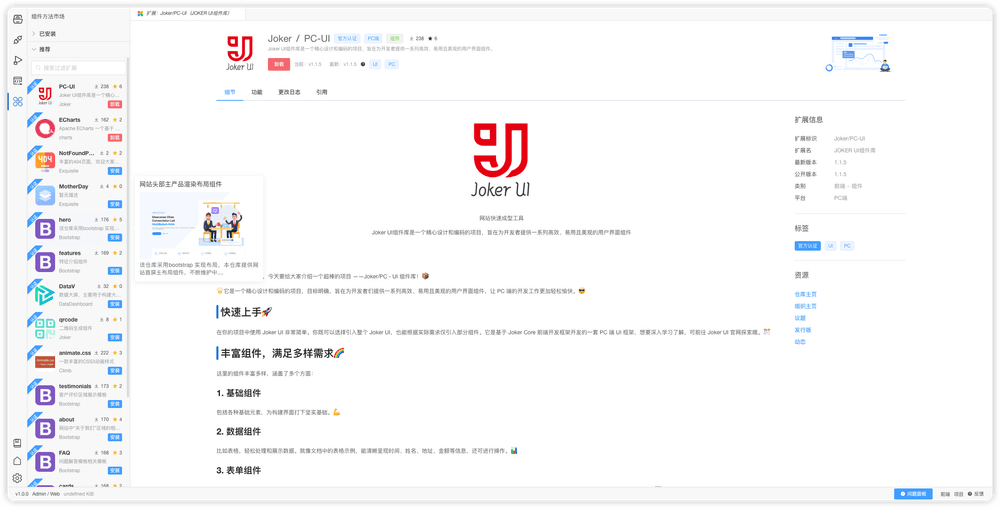 组件方法市场
已安装
推荐
搜索过滤扩展
PC-UI 238 6
Joker UI组件库是一个精心...
Joker 卸载
ECharts 162 2
Apache ECharts 一个基于...
charts 卸载
NotFoundP... 2 2
丰富的404页面，欢迎大家...
Exquisite 安装
MotherDay 4 0
暂无描述
Exquisite 安装
hero 176 5
该仓库采用bootstrap 实现...
Bootstrap 安装
features 169 2
特征介绍组件
Bootstrap 安装
DataV 32 0
数据大屏，主要用于构建大...
DataDashboard 安装
qrcode 8 1
二维码生成组件
Joker 安装
animate.css 222 3
一款丰富的CSS3动画样式
Climb 安装
testimonials 173 2
客户评价区域展示模板
Bootstrap 安装
about 170 4
网站中"关于我们"区域的相...
Bootstrap 安装
FAQ 168 3
问题解答模板相关模板
Bootstrap 安装
cards 168 2
扩展：Joker/PC-UI（JOKER UI组件库）
Joker UI
Joker / PC-UI 官方认证 PC端 组件 238 6
Joker UI组件库是一个精心设计和编码的项目，旨在为开发者提供一系列高效、易用且美观的用户界面组件。
卸载 当前 v1.1.5 最新 v1.1.5 UI PC
细节 功能 更改日志 引用
Joker UI
网站快速成型工具
Joker UI组件库是一个精心设计和编码的项目，旨在为开发者提供一系列高效、易用且美观的用户界面组件
网站头部主产品渲染布局组件
该仓库采用bootstrap 实现布局，本仓库提供网站首屏主布局组件，不断维护中...
，今天要给大家介绍一个超棒的项目 ——Joker/PC - UI 组件库！📦
它是一个精心设计和编码的项目，目标明确，旨在为开发者们提供一系列高效、易用且美观的用户界面组件，让 PC 端的开发工作更加轻松愉快。😎
快速上手🚀
在你的项目中使用 Joker UI 非常简单，你既可以选择引入整个 Joker UI，也能根据实际需求仅引入部分组件，它是基于 Joker Core 前端开发框架开发的一套 PC 端 UI 框架，想要深入学习了解，可前往 Joker UI 官网探索哦。🎊
丰富组件，满足多样需求🌈
这里的组件丰富多样，涵盖了多个方面：
1. 基础组件
包括各种基础元素，为构建界面打下坚实基础。💪
2. 数据组件
比如表格，轻松处理和展示数据，就像文档中的表格示例，能清晰呈现时间、姓名、地址、金额等信息，还可进行操作。📊
3. 表单组件
扩展信息
扩展标识 Joker/PC-UI
扩展名 JOKER UI组件库
最新版本 1.1.5
公开版本 1.1.5
类别 前端 - 组件
平台 PC端
标签
官方认证 UI PC
资源
仓库主页
组织主页
议题
发行版
动态
v1.0.0 Admin / Web undefined KiB 问题面板 前端 项目 反馈